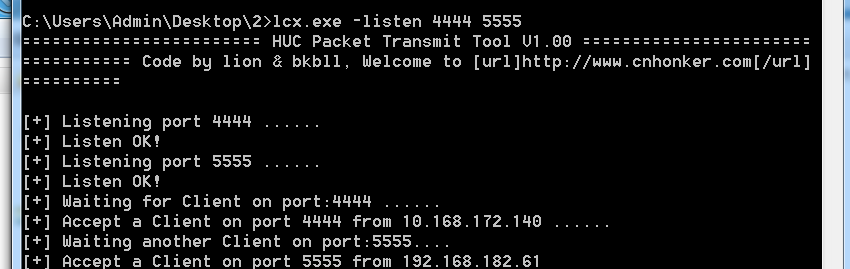 C:\Users\Admin\Desktop\2>lcx.exe -listen 4444 5555
======================== HUC Packet Transmit Tool V1.00 =======================
=========== Code by lion & bkbll, Welcome to [url]http://www.cnhonker.com[/url]
==========
[+] Listening port 4444 ......
[+] Listen OK!
[+] Listening port 5555 ......
[+] Listen OK!
[+] Waiting for Client on port:4444 ......
[+] Accept a Client on port 4444 from 10.168.172.140 ......
[+] Waiting another Client on port:5555....
[+] Accept a Client on port 5555 from 192.168.182.61